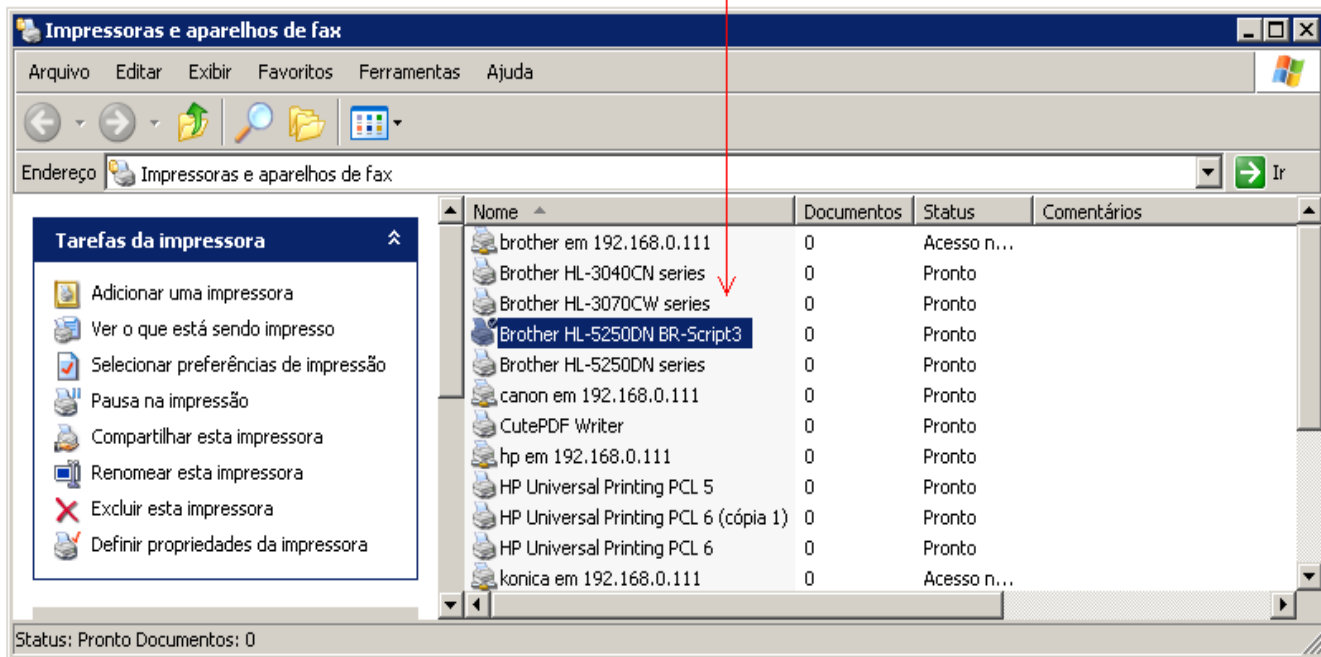 Impressoras e aparelhos de fax
Arquivo Editar Exibir Favoritos Ferramentas Ajuda
Endereço Impressoras e aparelhos de fax Ir
Tarefas da impressora
Adicionar uma impressora
Ver o que está sendo impresso
Selecionar preferências de impressão
Pausa na impressão
Compartilhar esta impressora
Renomear esta impressora
Excluir esta impressora
Definir propriedades da impressora
Nome Documentos Status Comentários
brother em 192.168.0.111 0 Acesso n...
Brother HL-3040CN series 0 Pronto
Brother HL-3070CW series 0 Pronto
Brother HL-5250DN BR-Script3 0 Pronto
Brother HL-5250DN series 0 Pronto
canon em 192.168.0.111 0 Pronto
CutePDF Writer 0 Pronto
hp em 192.168.0.111 0 Pronto
HP Universal Printing PCL 5 0 Pronto
HP Universal Printing PCL 6 (cópia 1) 0 Pronto
HP Universal Printing PCL 6 0 Pronto
konica em 192.168.0.111 0 Acesso n...
Status: Pronto Documentos: 0